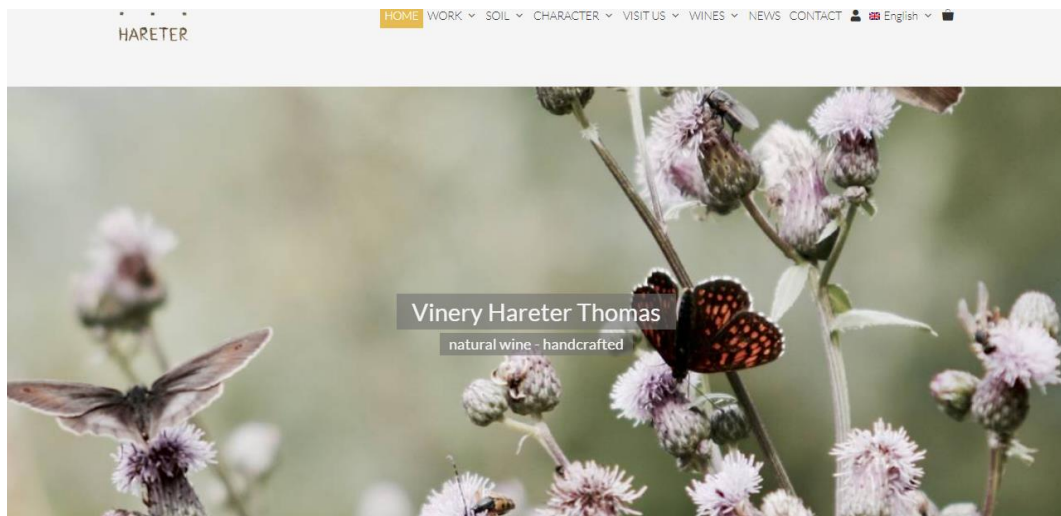 HARETER
HOME WORK SOIL CHARACTER VISIT US WINES NEWS CONTACT English
Vinery Hareter Thomas
natural wine - handcrafted